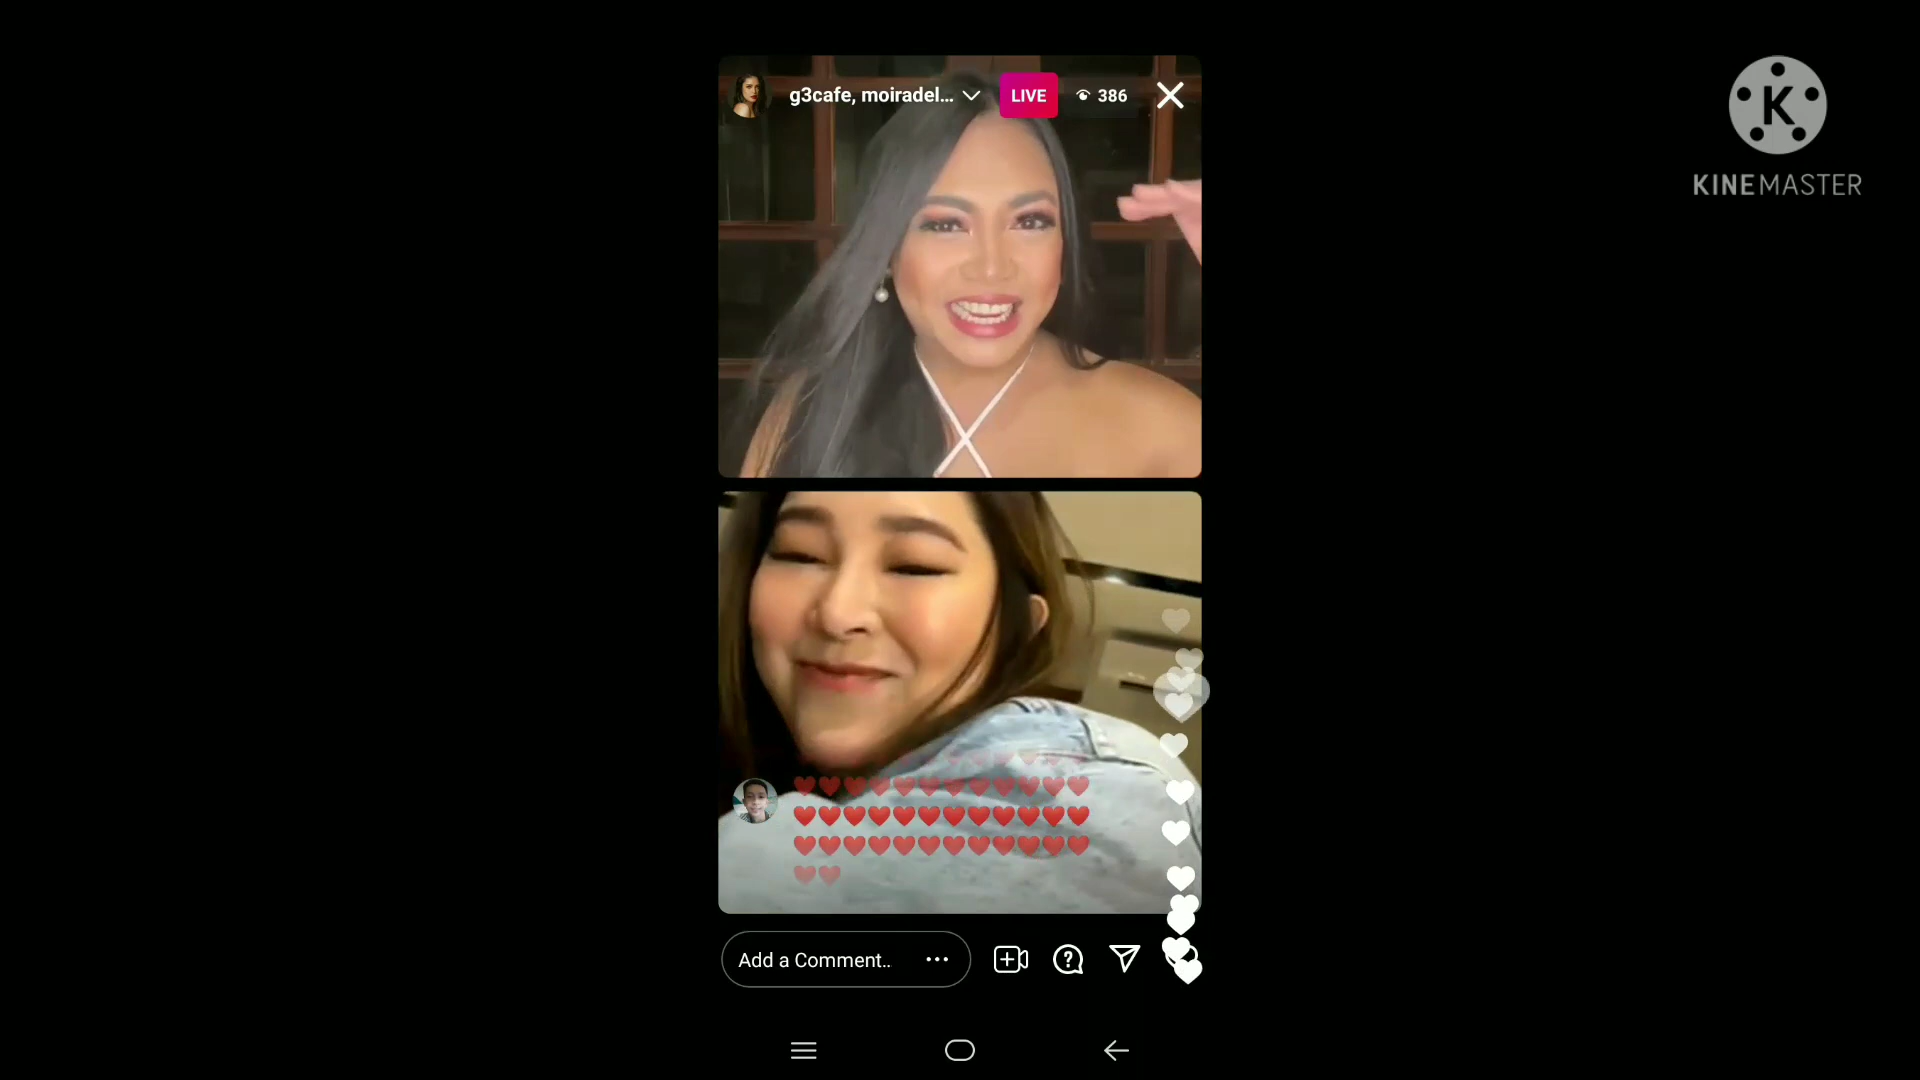 g3cafe, moiradel...
LIVE
386
K
KINEMASTER
Add a Comment..